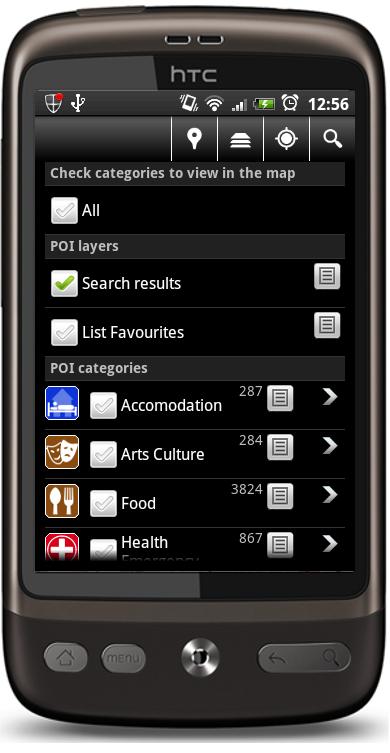 hTC
12:56
Check categories to view in the map
All
POI layers
Search results
List Favourites
POI categories
Accomodation 287
Arts Culture 284
Food 3824
Health 867
Emergency
MENU